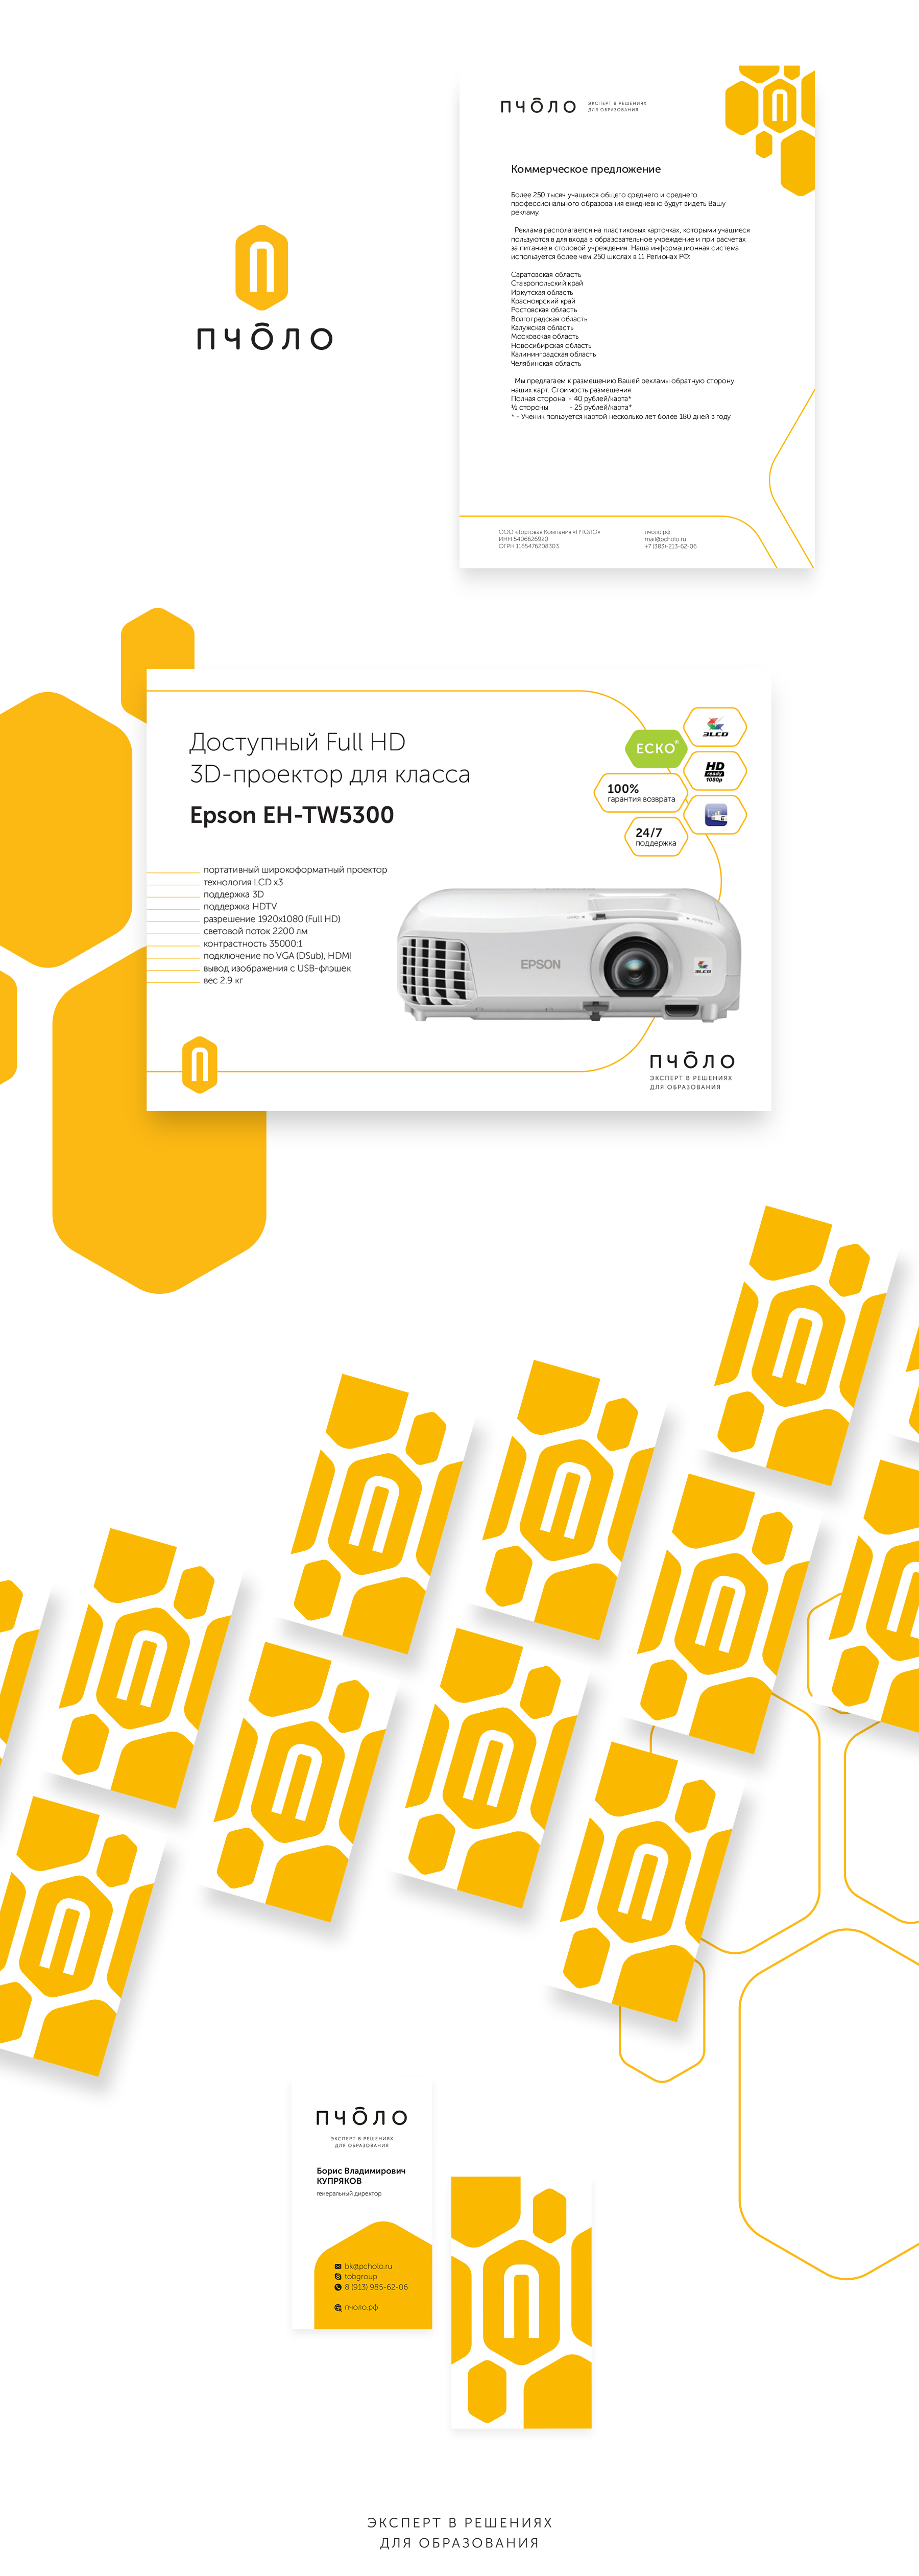 ПЧОЛО
ПЧОЛО
ЭКСПЕРТ В РЕШЕНИЯХ
ДЛЯ ОБРАЗОВАНИЯ
Коммерческое предложение
Более 250 тысяч учащихся общего среднего и среднего
профессионального образования ежедневно будут видеть Вашу
рекламу.
Реклама располагается на пластиковых карточках, которыми учащиеся
пользуются в для входа в образовательное учреждение и при расчетах
за питание в столовой учреждения. Наша информационная система
используется более чем 250 школах в 11 Регионах РФ:
Саратовская область
Ставропольский край
Иркутская область
Красноярский край
Ростовская область
Волгоградская область
Калужская область
Московская область
Новосибирская область
Калининградская область
Челябинская область
Мы предлагаем к размещению Вашей рекламы обратную сторону
наших карт. Стоимость размещения:
Полная сторона - 40 рублей/карта*
½ стороны - 25 рублей/карта*
* - Ученик пользуется картой несколько лет более 180 дней в году
ООО «Торговая Компания «ПЧОЛО»
ИНН 5406626920
ОГРН 1165476208303
пчоло.рф
mail@pcholo.ru
+7 (383)-213-62-06
Доступный Full HD
3D-проектор для класса
Epson EH-TW5300
3LCD
ECKO®
HD
ready
1080p
100%
гарантия возврата
24/7
поддержка
портативный широкоформатный проектор
технология LCD x3
поддержка 3D
поддержка HDTV
разрешение 1920x1080 (Full HD)
световой поток 2200 лм
контрастность 35000:1
подключение по VGA (DSub), HDMI
вывод изображения с USB-флэшек
вес 2.9 кг
EPSON
3LCD
ПЧОЛО
ЭКСПЕРТ В РЕШЕНИЯХ
ДЛЯ ОБРАЗОВАНИЯ
ПЧОЛО
ЭКСПЕРТ В РЕШЕНИЯХ
ДЛЯ ОБРАЗОВАНИЯ
Борис Владимирович
КУПРЯКОВ
генеральный директор
bk@pcholo.ru
tobgroup
8 (913) 985-62-06
пчоло.рф
ЭКСПЕРТ В РЕШЕНИЯХ
ДЛЯ ОБРАЗОВАНИЯ